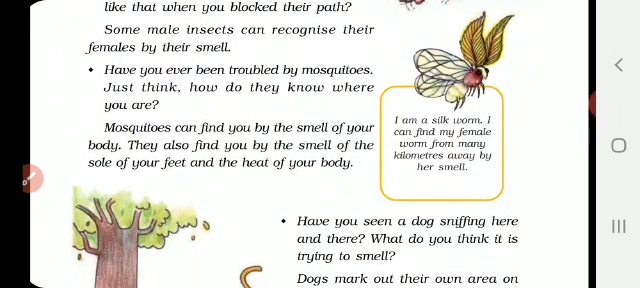 like that when you blocked their path?
Some male insects can recognise their
females by their smell.
• Have you ever been troubled by mosquitoes.
Just think, how do they know where
you are?
Mosquitoes can find you by the smell of your
body. They also find you by the smell of the
sole of your feet and the heat of your body.
I am a silk worm. I
can find my female
worm from many
kilometres away by
her smell.
• Have you seen a dog sniffing here
and there? What do you think it is
trying to smell?
Dogs mark out their own area on